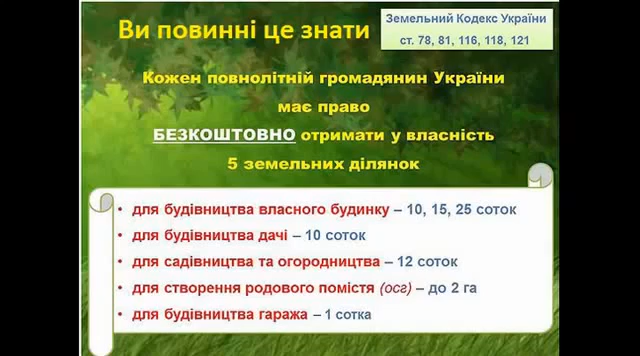 Ви повинні це знати
Земельний Кодекс України
ст. 78, 81, 116, 118, 121
Кожен повнолітній громадянин України
має право
БЕЗКОШТОВНО отримати у власність
5 земельних ділянок
• для будівництва власного будинку – 10, 15, 25 соток
• для будівництва дачі – 10 соток
• для садівництва та огородництва – 12 соток
• для створення родового помістя (осг) – до 2 га
• для будівництва гаража – 1 сотка